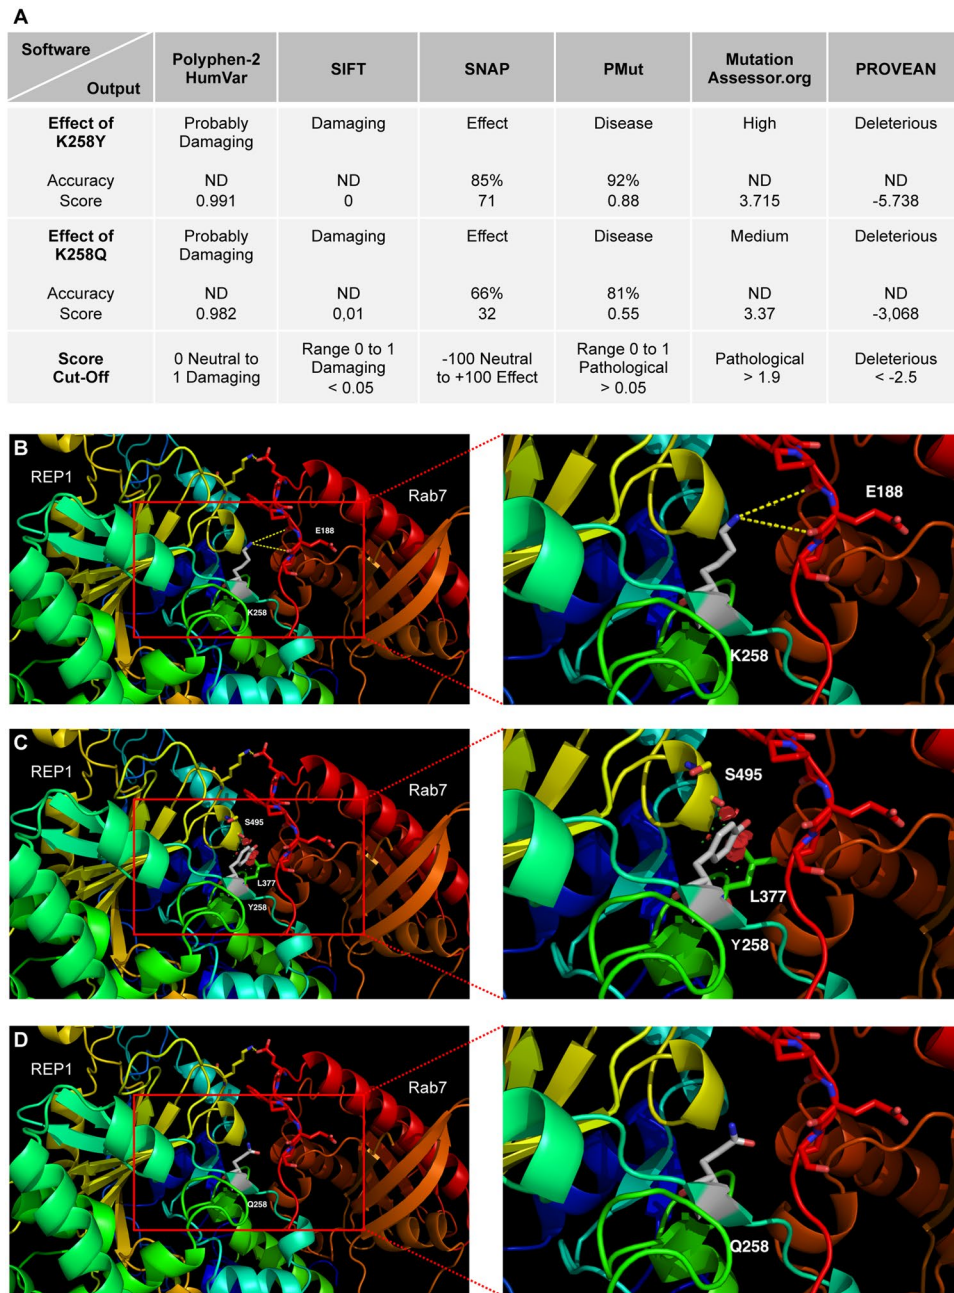 A
Software
Output
Polyphen-2
HumVar
SIFT
SNAP
PMut
Mutation
Assessor.org
PROVEAN
Effect of
K258Y
Probably
Damaging
Damaging
Effect
Disease
High
Deleterious
Accuracy
ND
ND
85%
92%
ND
ND
Score
0.991
0
71
0.88
3.715
-5.738
Effect of
K258Q
Probably
Damaging
Damaging
Effect
Disease
Medium
Deleterious
Accuracy
ND
ND
66%
81%
ND
ND
Score
0.982
0,01
32
0.55
3.37
-3,068
Score
Cut-Off
0 Neutral to
1 Damaging
Range 0 to 1
Damaging
< 0.05
-100 Neutral
to +100 Effect
Range 0 to 1
Pathological
> 0.05
Pathological
> 1.9
Deleterious
< -2.5
B
REP1
Rab7
E188
K258
E188
K258
C
REP1
Rab7
S495
L377
Y258
S495
L377
Y258
D
REP1
Rab7
Q258
Q258